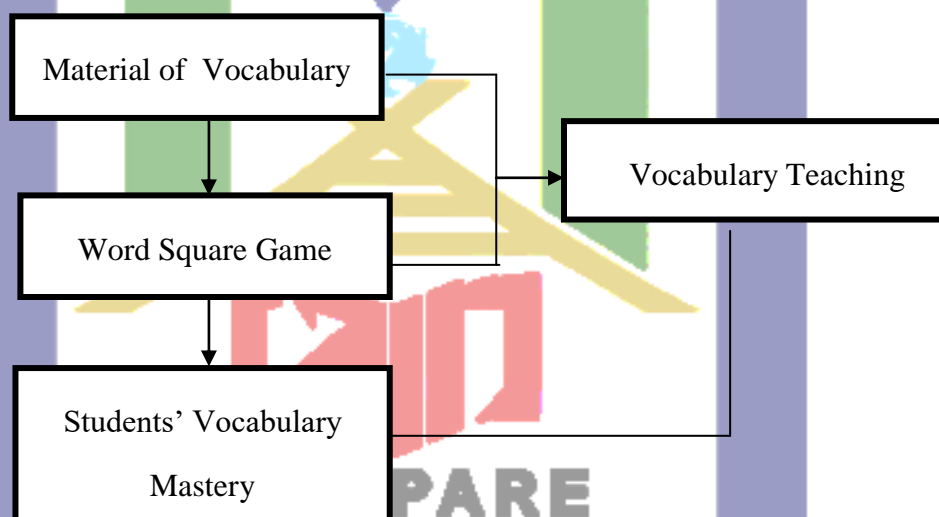 Material of Vocabulary
Vocabulary Teaching
Word Square Game
Students’ Vocabulary
Mastery
PARE